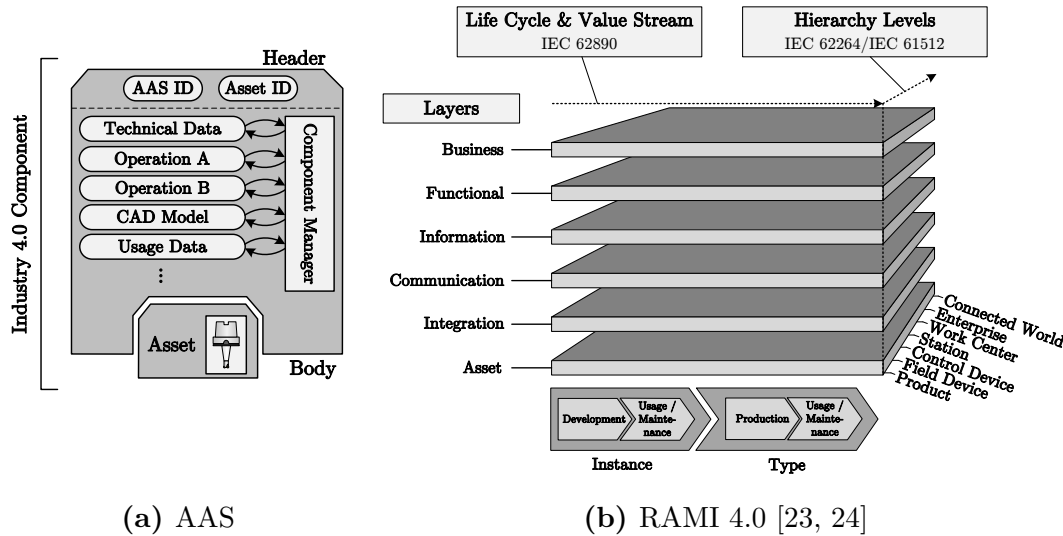 Industry 4.0 Component
Header
AAS ID
Asset ID
Technical Data
Operation A
Operation B
CAD Model
Usage Data
⋮
Component Manager
Asset
Body
(a) AAS
Life Cycle & Value Stream
IEC 62890
Hierarchy Levels
IEC 62264/IEC 61512
Layers
Business
Functional
Information
Communication
Integration
Asset
Connected World
Enterprise
Work Center
Station
Control Device
Field Device
Product
Development
Usage /
Mainte-
nance
Production
Usage /
Mainte-
nance
Instance
Type
(b) RAMI 4.0 [23, 24]